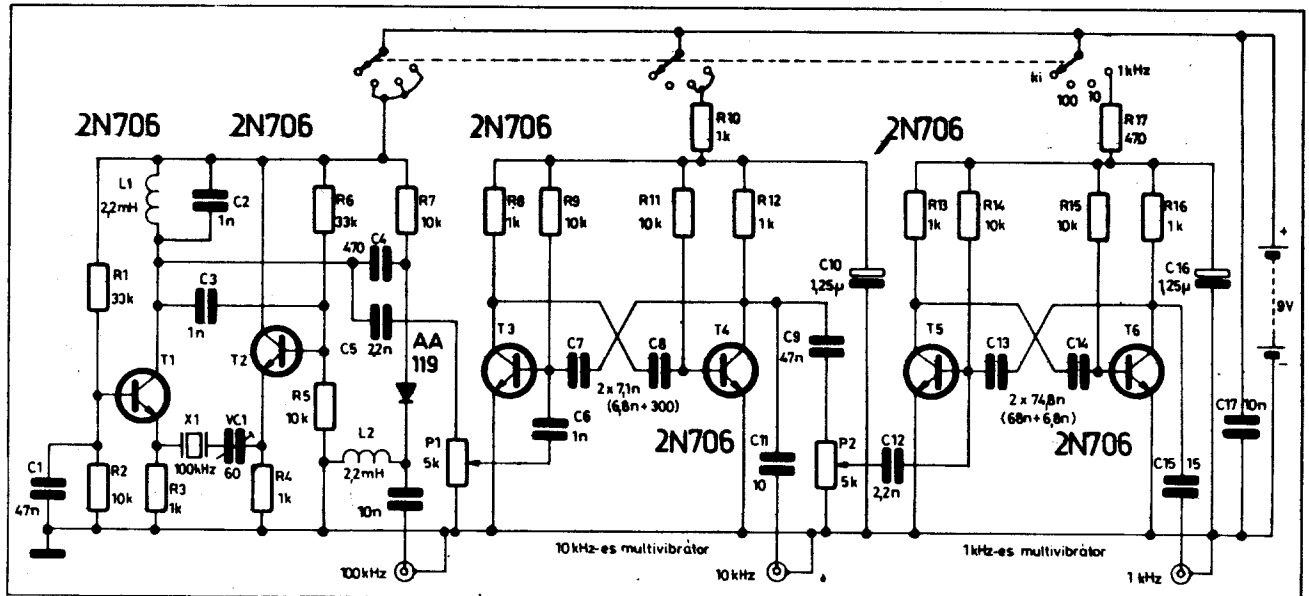 ki
1kHz
100
10
R10
1k
R17
470
2N706
2N706
2N706
L1
2,2mH
C2
1n
R6
33k
R7
10k
R8
1k
R9
10k
R11
10k
R12
1k
R13
1k
R14
10k
R15
10k
R16
1k
470
C4
R1
33k
C3
1n
C5
22n
AA
119
C10
1,25µ
C16
1,25µ
+
9V
−
T1
T2
T3
T4
T5
T6
C7
C8
C9
47n
C13
C14
2 x 7,1n
(6,8n + 300)
2 x 74,8n
(68n + 6,8n)
R5
10k
X1
100kHz
VC1
60
C6
1n
2N706
2N706
C17
10n
L2
2,2mH
P1
5k
P2
5k
C12
2,2n
C1
47n
R2
10k
R3
1k
R4
1k
10n
C11
10
C15
15
100kHz
10kHz-es multivibrátor
10kHz
1kHz-es multivibrátor
1 kHz